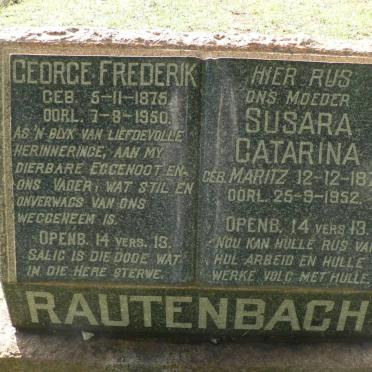 GEORGE FREDERIK
GEB. 5-11-1875
OORL. 7-8-1950.
AS 'N BLYK VAN LIEFDEVOLLE
HERINNERINGE, AAN MY
DIERBARE EGGENOOT EN
ONS VADER; WAT STIL EN
ONVERWAGS VAN ONS
WEGGENEEM IS.
OPENB. 14 VERS. 13.
SALIG IS DIE DODE WAT
IN DIE HERE STERWE.
HIER RUS
ONS MOEDER
SUSARA
CATARINA
GEB. MARITZ 12-12-187
OORL. 25-9-1952.
OPENB. 14 VERS 13.
NOU KAN HULLE RUS VAN
HUL ARBEID EN HULLE
WERKE VOLG MET HULLE.
RAUTENBACH